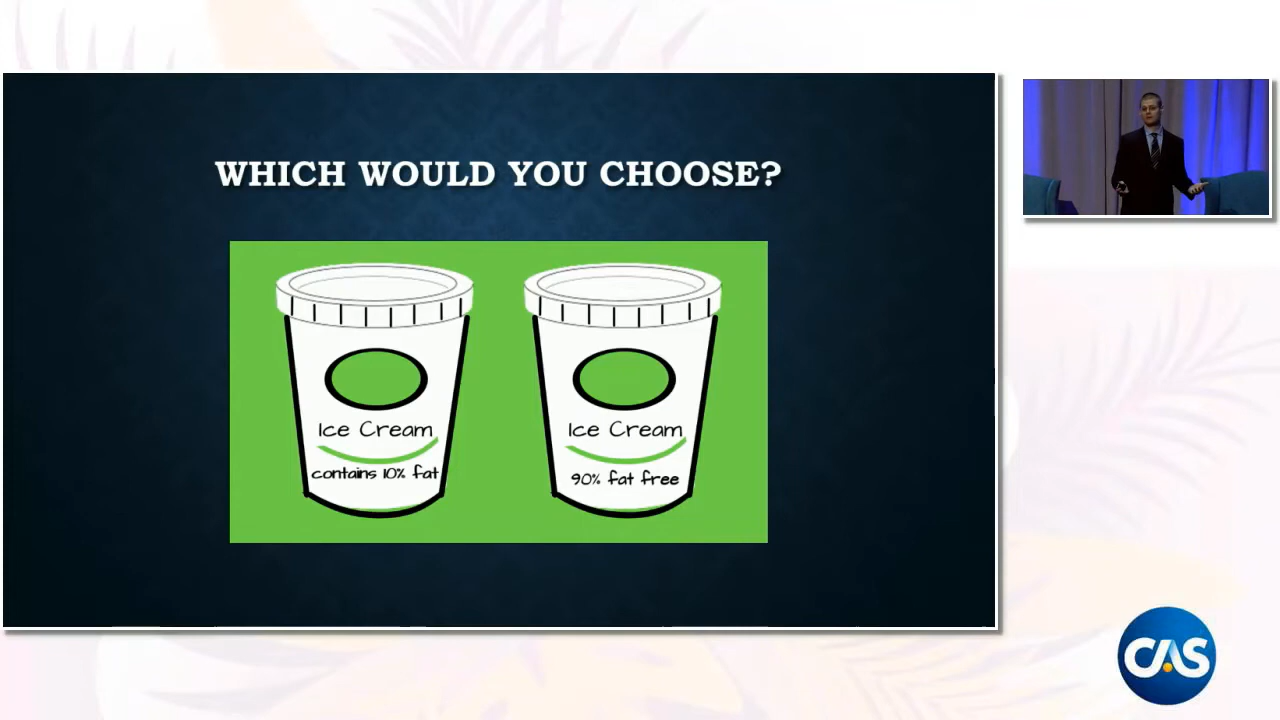 WHICH WOULD YOU CHOOSE?
Ice Cream
contains 10% fat
Ice Cream
90% fat free
CAS